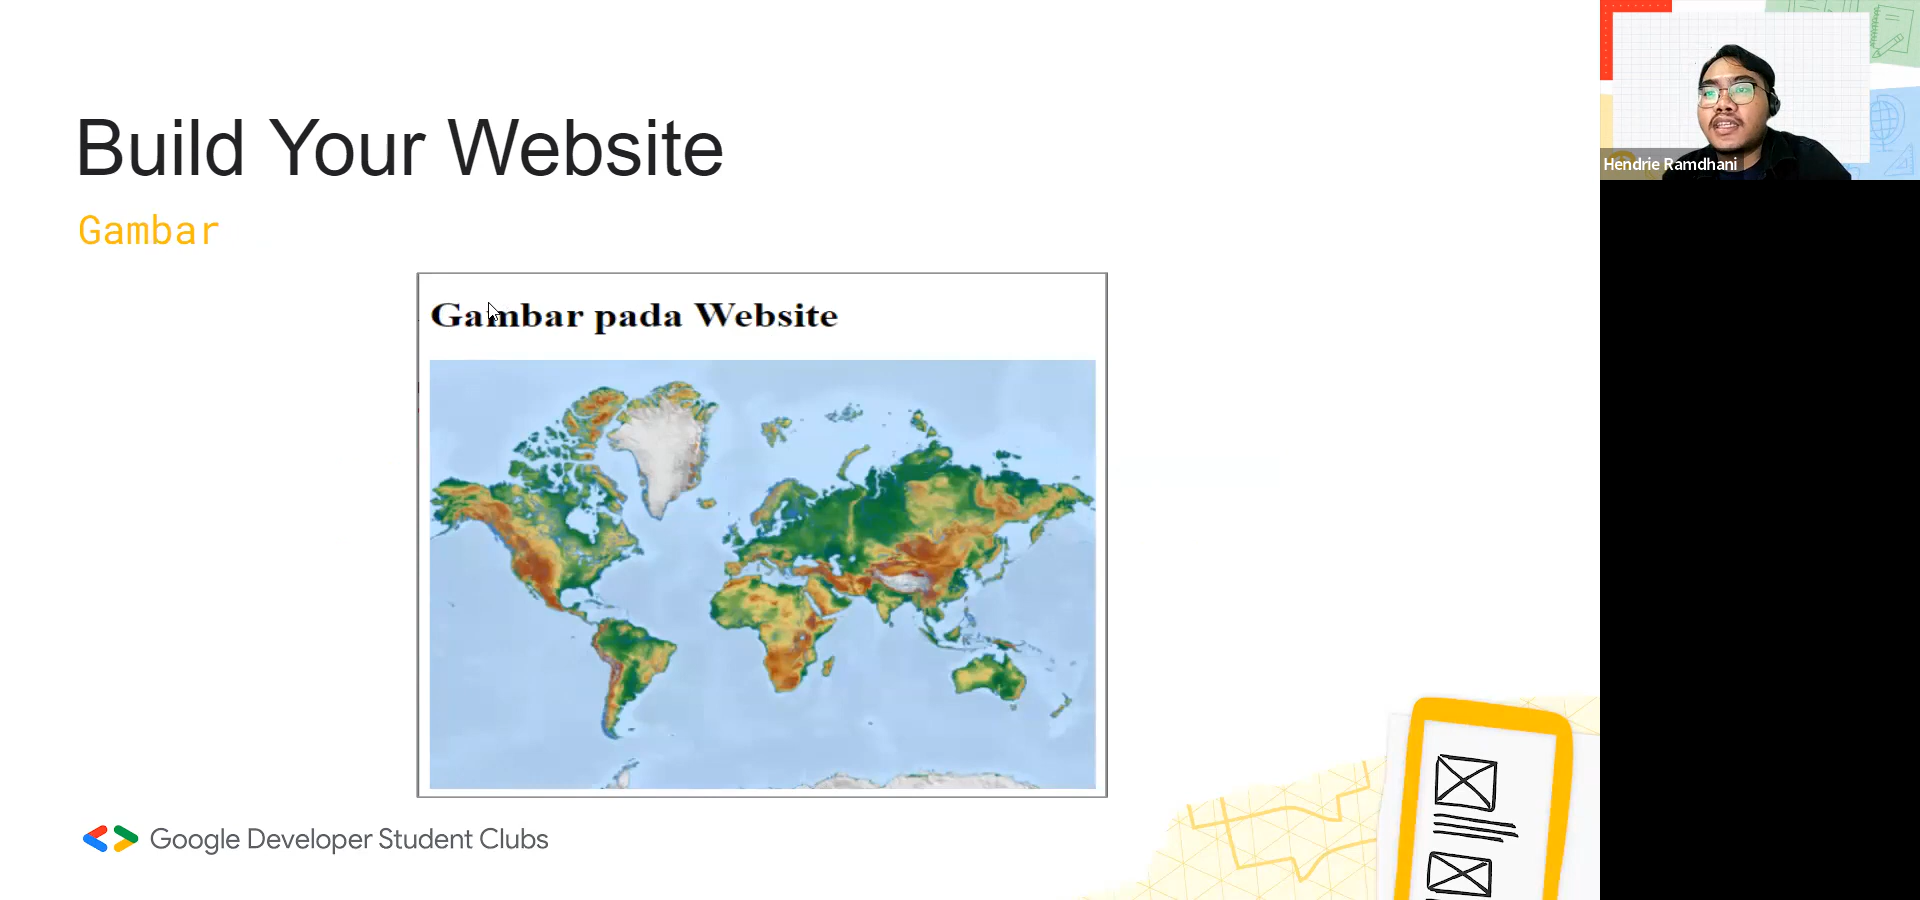 Build Your Website
Gambar
Gambar pada Website
Google Developer Student Clubs
Hendrie Ramdhani